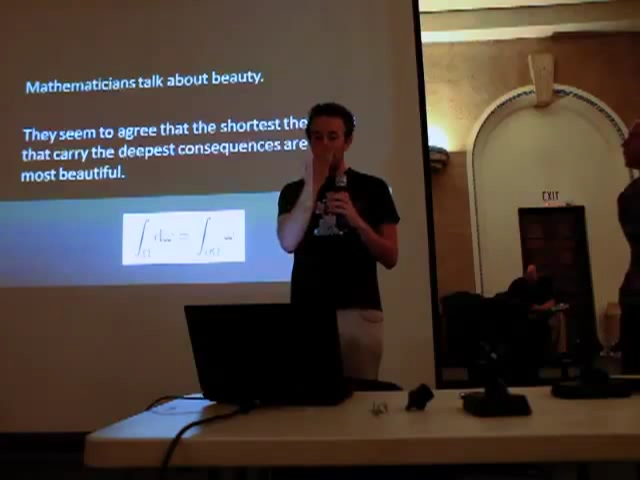 Mathematicians talk about beauty.
They seem to agree that the shortest the
that carry the deepest consequences are
most beautiful.
EXIT